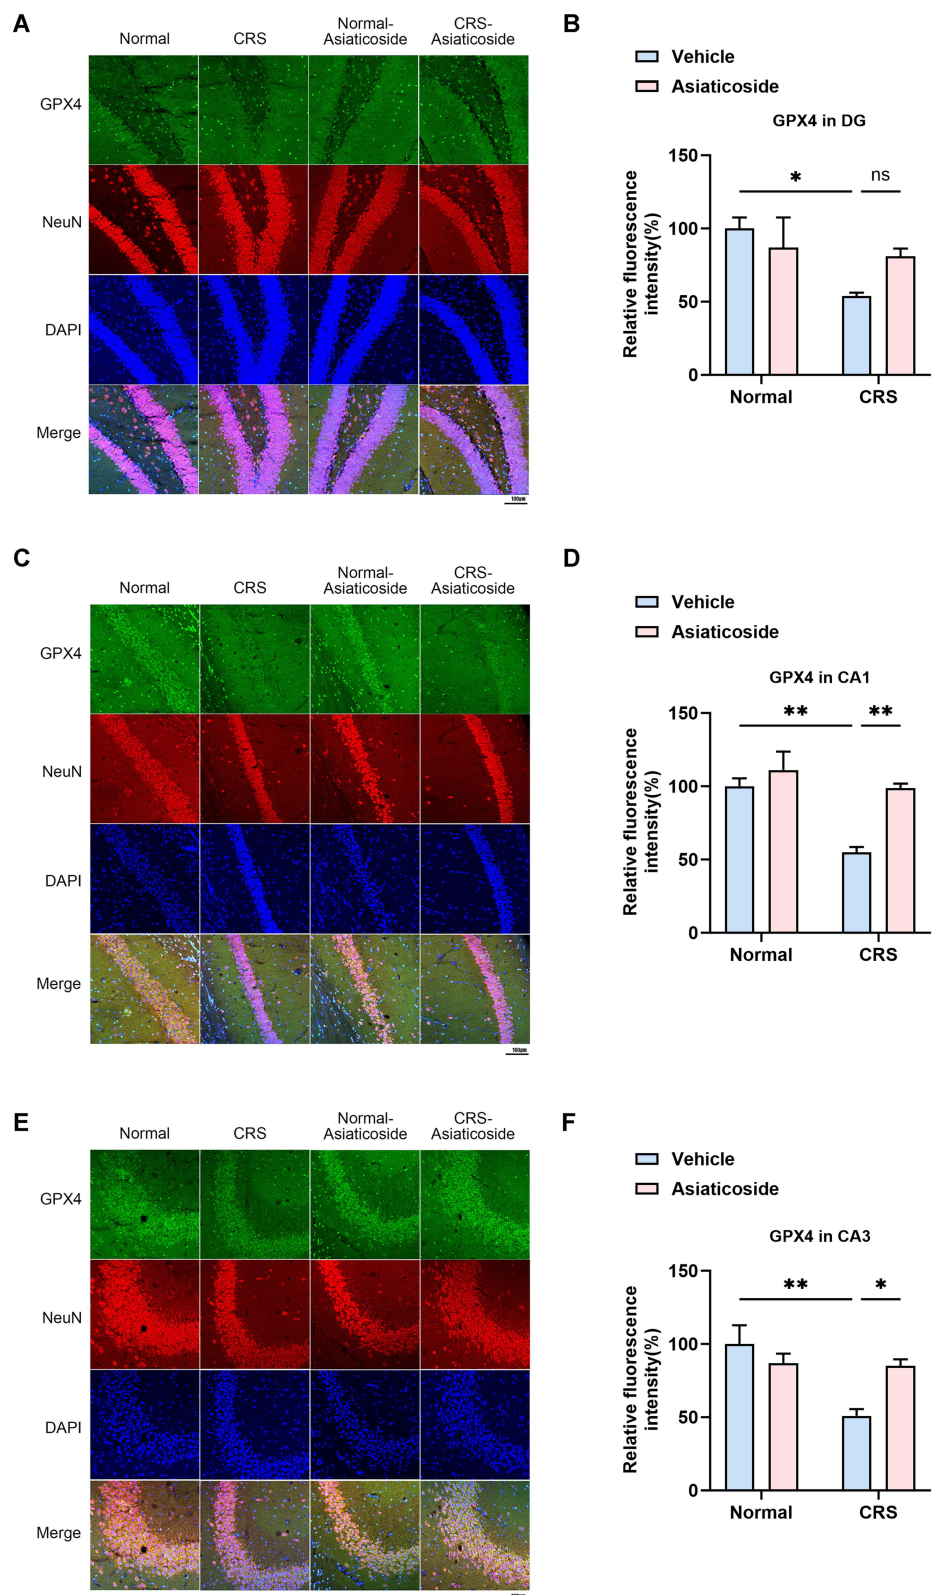 A
Normal
CRS
Normal-
Asiaticoside
CRS-
Asiaticoside
GPX4
NeuN
DAPI
Merge
100μm
B
Vehicle
Asiaticoside
GPX4 in DG
Relative fluorescence
intensity(%)
150
100
50
0
*
ns
Normal
CRS
C
Normal
CRS
Normal-
Asiaticoside
CRS-
Asiaticoside
GPX4
NeuN
DAPI
Merge
100μm
D
Vehicle
Asiaticoside
GPX4 in CA1
Relative fluorescence
intensity(%)
150
100
50
0
**
**
Normal
CRS
E
Normal
CRS
Normal-
Asiaticoside
CRS-
Asiaticoside
GPX4
NeuN
DAPI
Merge
F
Vehicle
Asiaticoside
GPX4 in CA3
Relative fluorescence
intensity(%)
150
100
50
0
**
*
Normal
CRS